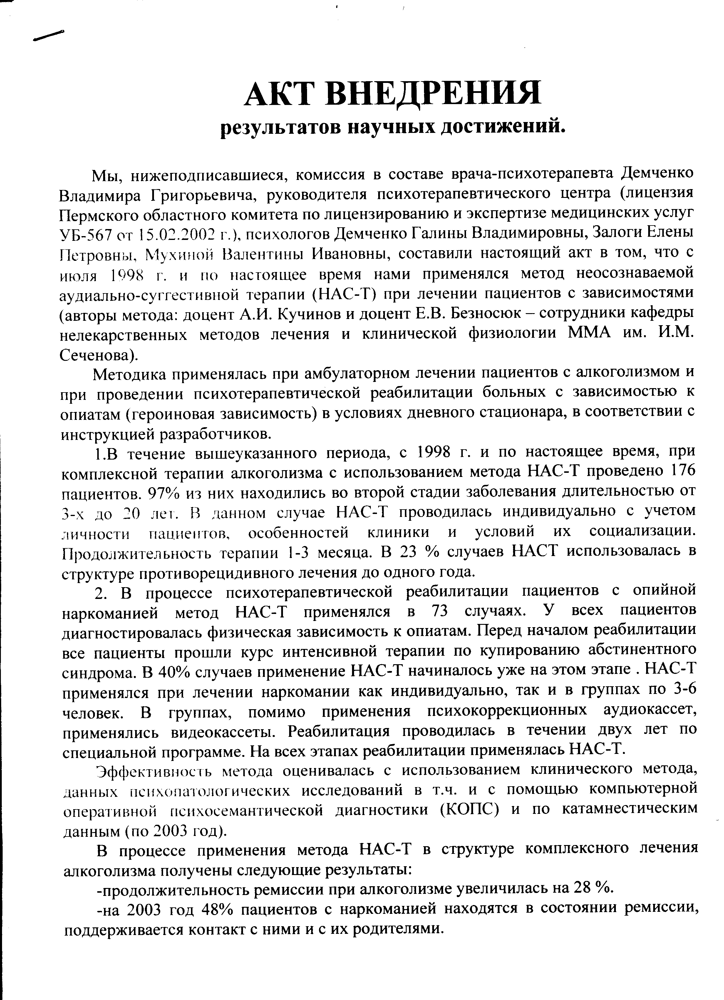 АКТ ВНЕДРЕНИЯ
результатов научных достижений.
Мы, нижеподписавшиеся, комиссия в составе врача-психотерапевта Демченко
Владимира Григорьевича, руководителя психотерапевтического центра (лицензия
Пермского областного комитета по лицензированию и экспертизе медицинских услуг
УБ-567 от 15.02.2002 г.), психологов Демченко Галины Владимировны, Залоги Елены
Петровны, Мухиной Валентины Ивановны, составили настоящий акт в том, что с
июля 1998 г. и по настоящее время нами применялся метод неосознаваемой
аудиально-суггестивной терапии (НАС-Т) при лечении пациентов с зависимостями
(авторы метода: доцент А.И. Кучинов и доцент Е.В. Безносюк – сотрудники кафедры
нелекарственных методов лечения и клинической физиологии ММА им. И.М.
Сеченова).
Методика применялась при амбулаторном лечении пациентов с алкоголизмом и
при проведении психотерапевтической реабилитации больных с зависимостью к
опиатам (героиновая зависимость) в условиях дневного стационара, в соответствии с
инструкцией разработчиков.
1.В течение вышеуказанного периода, с 1998 г. и по настоящее время, при
комплексной терапии алкоголизма с использованием метода НАС-Т проведено 176
пациентов. 97% из них находились во второй стадии заболевания длительностью от
3-х до 20 лет. В данном случае НАС-Т проводилась индивидуально с учетом
личности пациентов, особенностей клиники и условий их социализации.
Продолжительность терапии 1-3 месяца. В 23 % случаев НАСТ использовалась в
структуре противорецидивного лечения до одного года.
2. В процессе психотерапевтической реабилитации пациентов с опийной
наркоманией метод НАС-Т применялся в 73 случаях. У всех пациентов
диагностировалась физическая зависимость к опиатам. Перед началом реабилитации
все пациенты прошли курс интенсивной терапии по купированию абстинентного
синдрома. В 40% случаев применение НАС-Т начиналось уже на этом этапе . НАС-Т
применялся при лечении наркомании как индивидуально, так и в группах по 3-6
человек. В группах, помимо применения психокоррекционных аудиокассет,
применялись видеокассеты. Реабилитация проводилась в течении двух лет по
специальной программе. На всех этапах реабилитации применялась НАС-Т.
Эффективность метода оценивалась с использованием клинического метода,
данных психопатологических исследований в т.ч. и с помощью компьютерной
оперативной психосемантической диагностики (КОПС) и по катамнестическим
данным (по 2003 год).
В процессе применения метода НАС-Т в структуре комплексного лечения
алкоголизма получены следующие результаты:
-продолжительность ремиссии при алкоголизме увеличилась на 28 %.
-на 2003 год 48% пациентов с наркоманией находятся в состоянии ремиссии,
поддерживается контакт с ними и с их родителями.